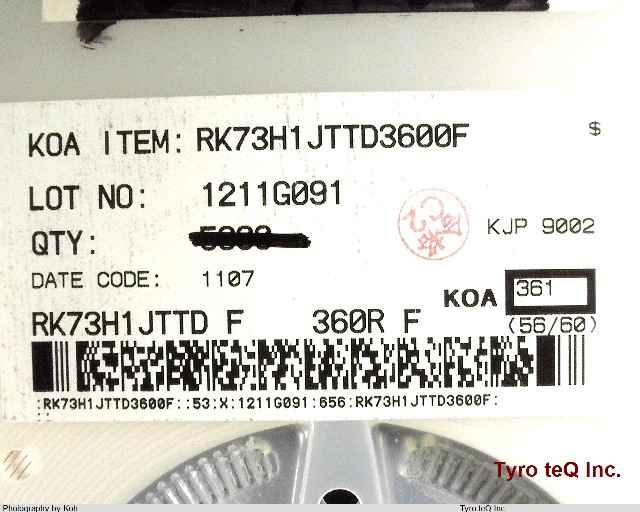 KOA ITEM: RK73H1JTTD3600F $
LOT NO: 1211G091
QTY: KJP 9002
DATE CODE: 1107
KOA 361
RK73H1JTTD F 360R F (56/60)
:RK73H1JTTD3600F::53:X:1211G091:656:RK73H1JTTD3600F:
Tyro teQ Inc.
Photography by Koh Tyro teQ Inc